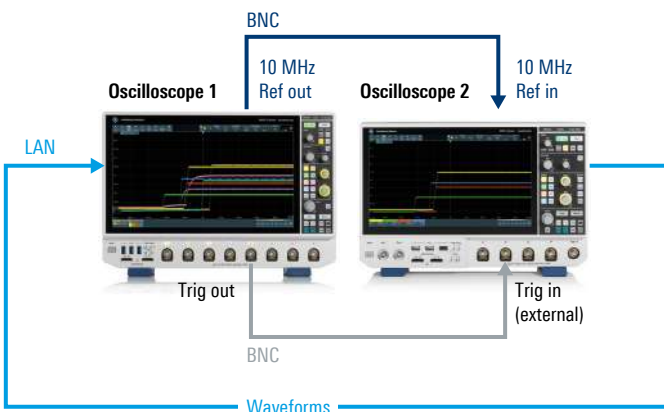 BNC
10 MHz
Ref out
10 MHz
Ref in
Oscilloscope 1
Oscilloscope 2
LAN
Trig out
Trig in
(external)
BNC
Waveforms